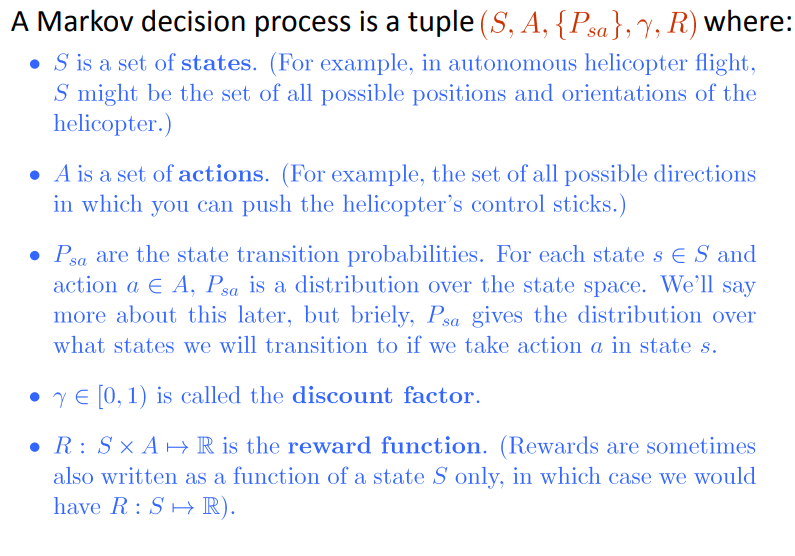 A Markov decision process is a tuple (S, A, {P_sa}, γ, R) where:
• S is a set of states. (For example, in autonomous helicopter flight,
S might be the set of all possible positions and orientations of the
helicopter.)
• A is a set of actions. (For example, the set of all possible directions
in which you can push the helicopter's control sticks.)
• P_sa are the state transition probabilities. For each state s ∈ S and
action a ∈ A, P_sa is a distribution over the state space. We'll say
more about this later, but briely, P_sa gives the distribution over
what states we will transition to if we take action a in state s.
• γ ∈ [0, 1) is called the discount factor.
• R : S × A ↦ ℝ is the reward function. (Rewards are sometimes
also written as a function of a state S only, in which case we would
have R : S ↦ ℝ).